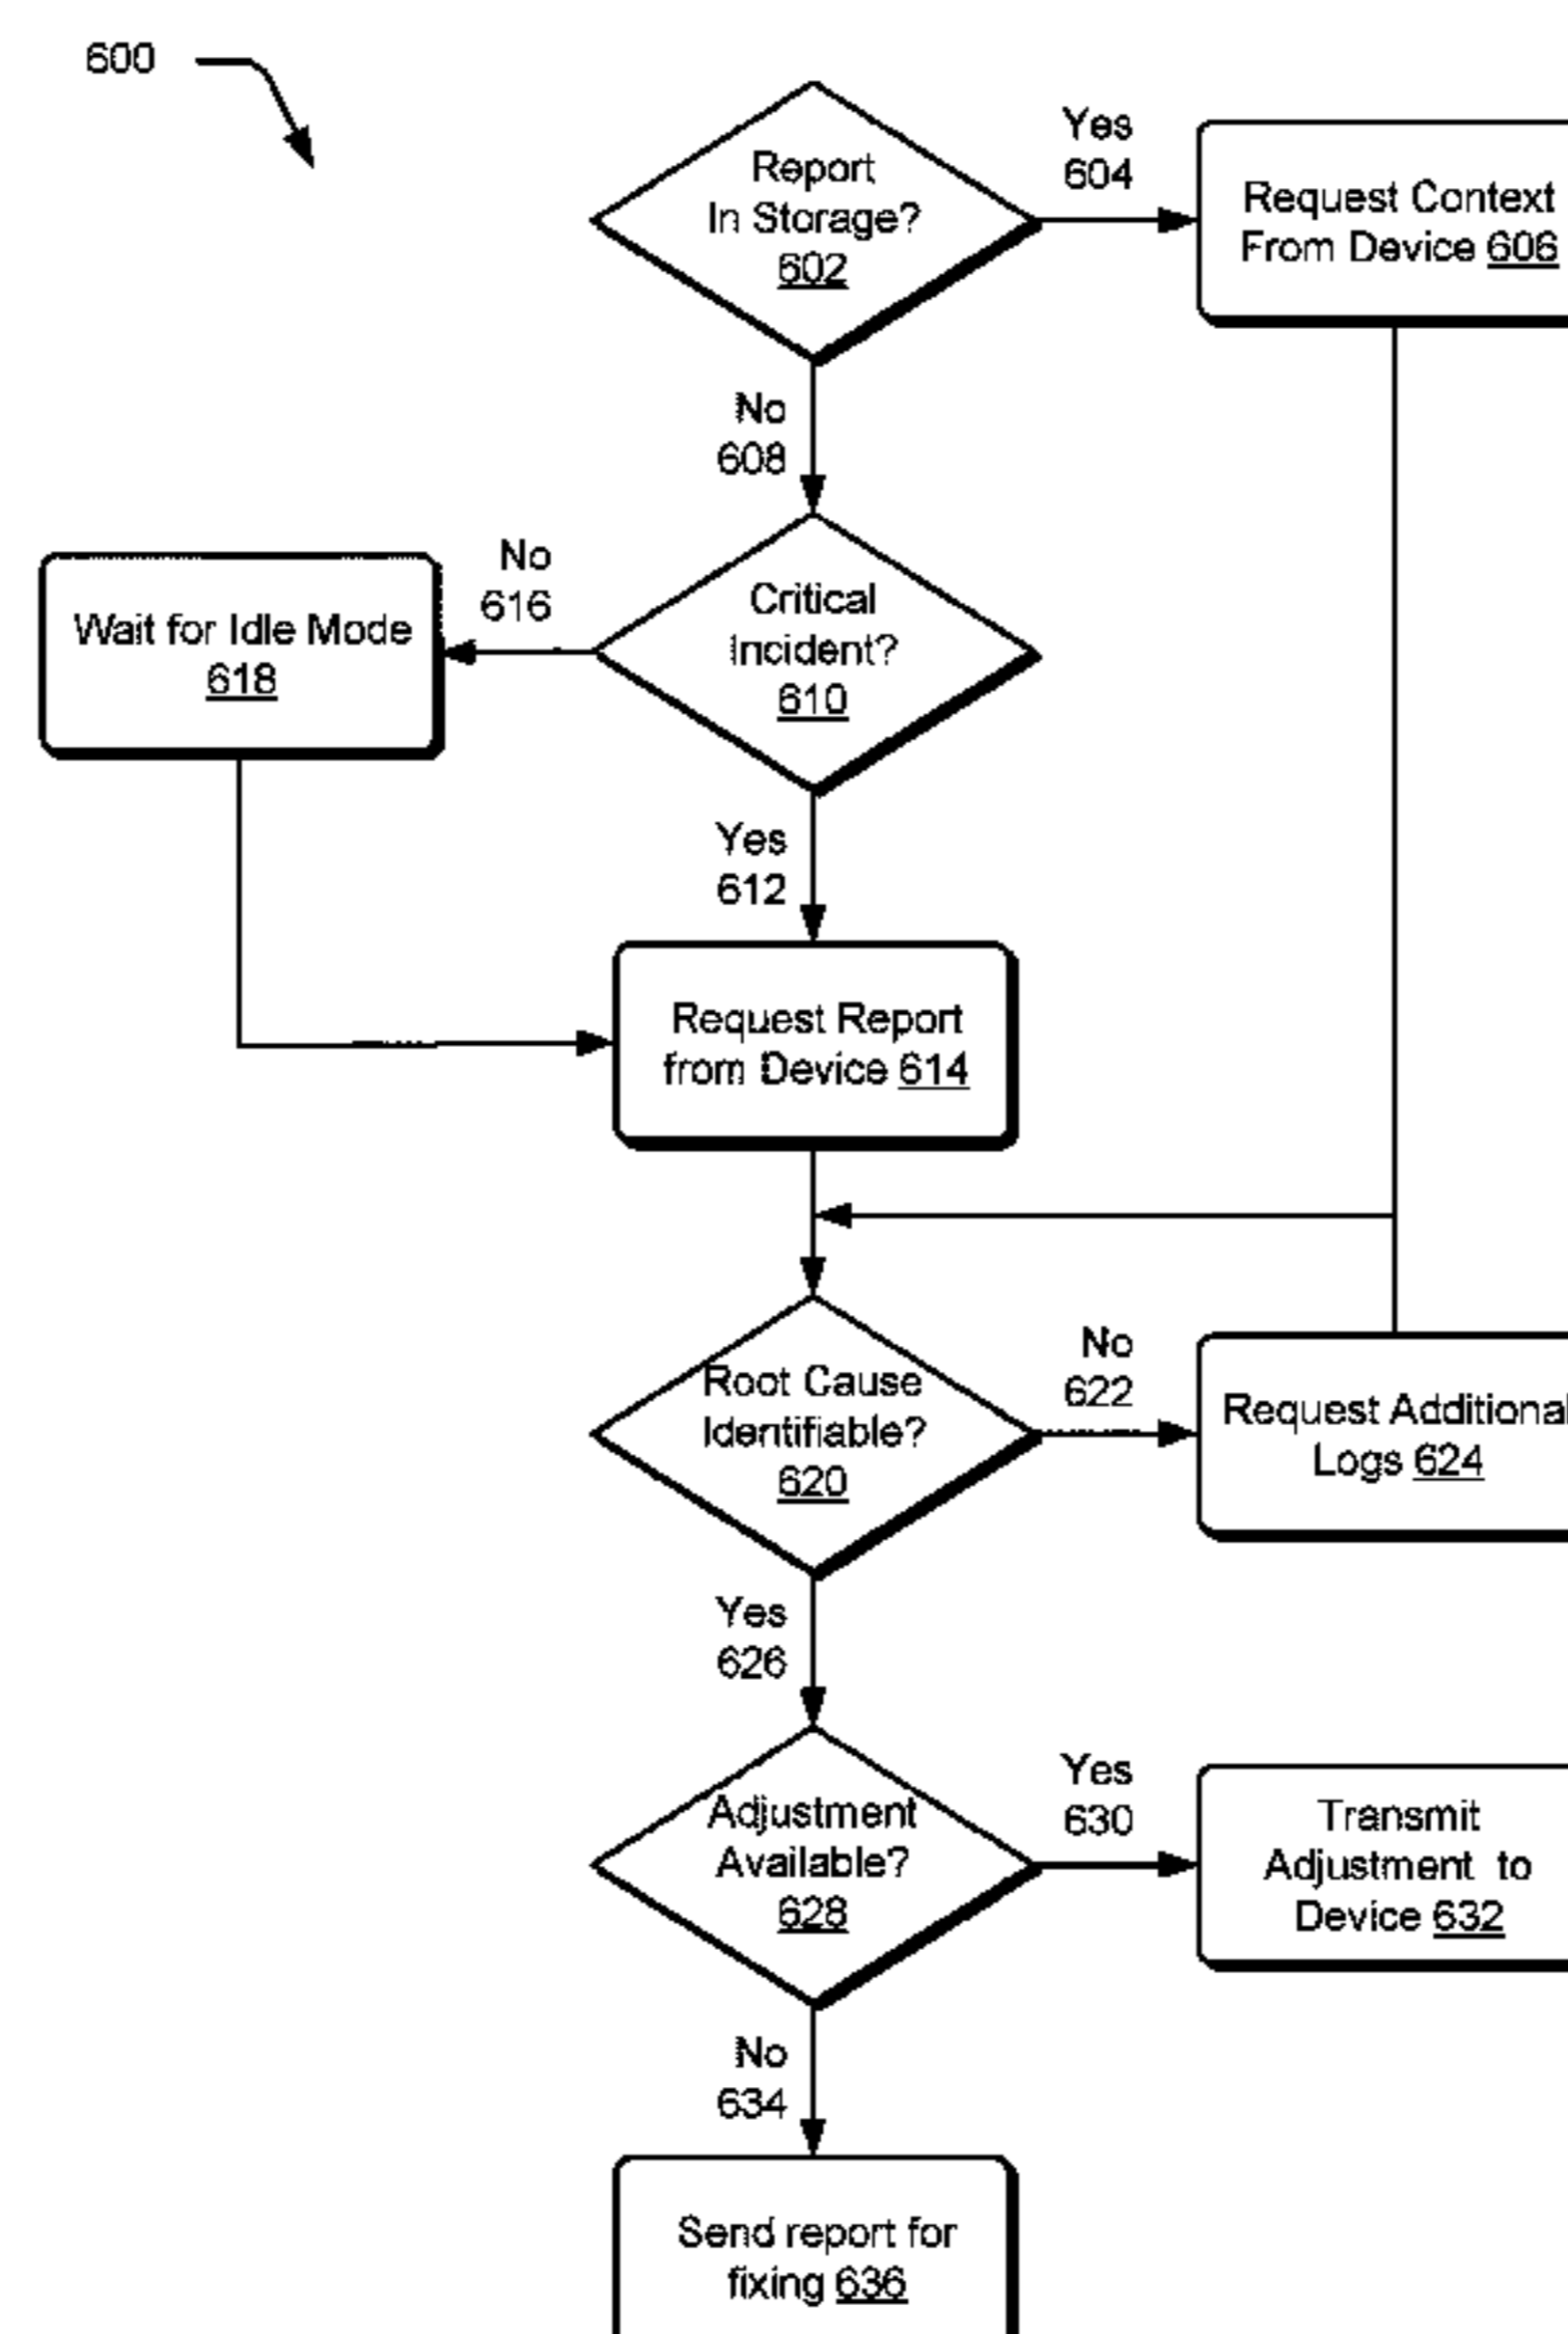 600
Report
In Storage?
602
Yes
604
Request Context
From Device 606
No
608
Critical
Incident?
610
No
616
Wait for Idle Mode
618
Yes
612
Request Report
from Device 614
Root Cause
Identifiable?
620
No
622
Request Additional
Logs 624
Yes
626
Adjustment
Available?
628
Yes
630
Transmit
Adjustment to
Device 632
No
634
Send report for
fixing 636